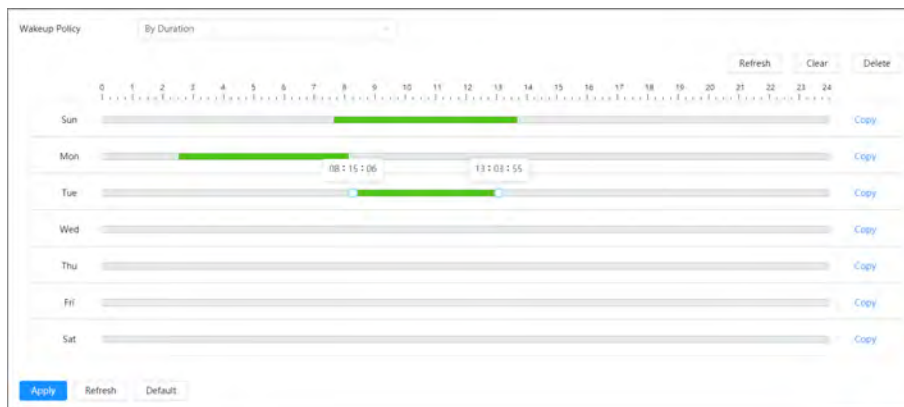 Wakeup Policy By Duration
Refresh Clear Delete
0 1 2 3 4 5 6 7 8 9 10 11 12 13 14 15 16 17 18 19 20 21 22 23 24
Sun Copy
Mon Copy
08 : 15 : 06 13 : 03 : 55
Tue Copy
Wed Copy
Thu Copy
Fri Copy
Sat Copy
Apply Refresh Default